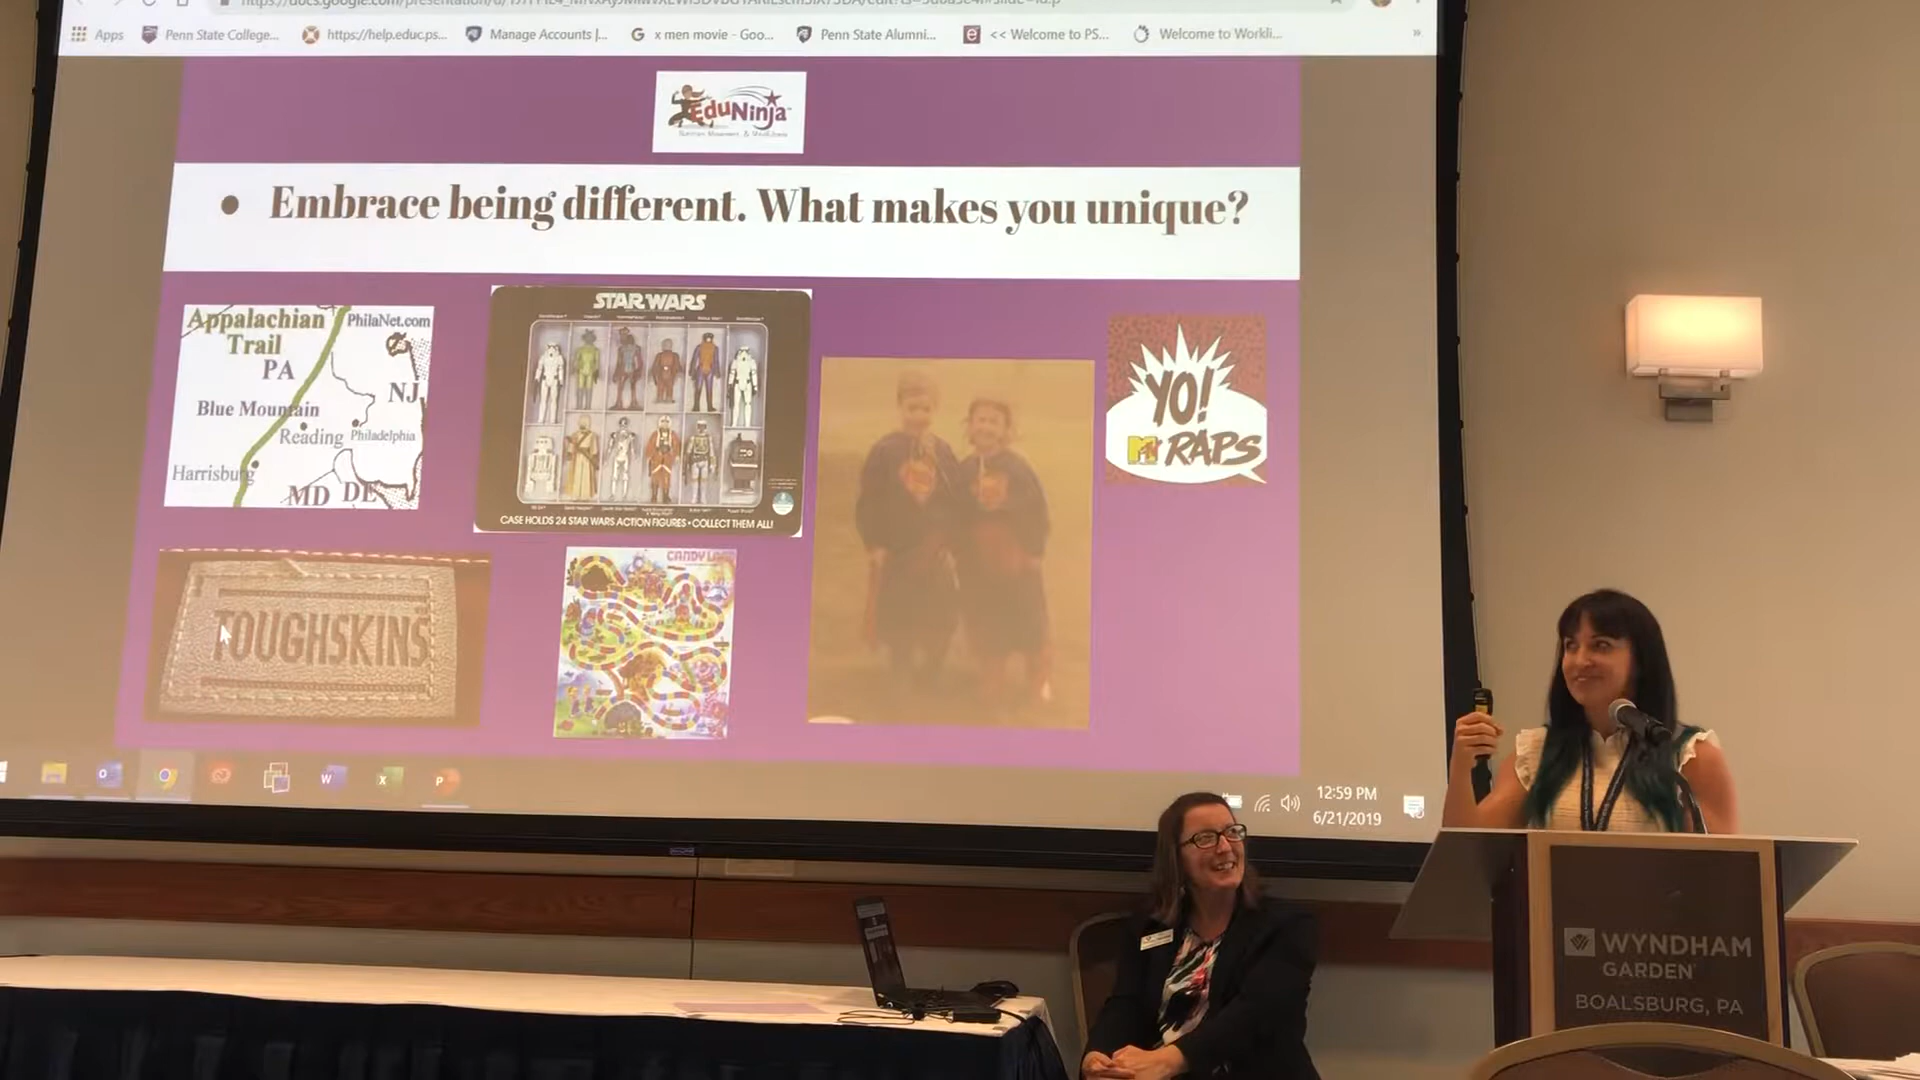 Apps
Penn State College...
https://help.educ.ps...
Manage Accounts |...
x men movie - Goo...
Penn State Alumni...
<< Welcome to PS...
Welcome to Workli...
EduNinja
• Embrace being different. What makes you unique?
Appalachian
Trail
PhilaNet.com
PA
NJ
Blue Mountain
Reading
Philadelphia
Harrisburg
MD DE
STAR WARS
CASE HOLDS 24 STAR WARS ACTION FIGURES • COLLECT THEM ALL!
YO!
MTV RAPS
TOUGHSKINS
CANDY LAND
12:59 PM
6/21/2019
WYNDHAM
GARDEN
BOALSBURG, PA